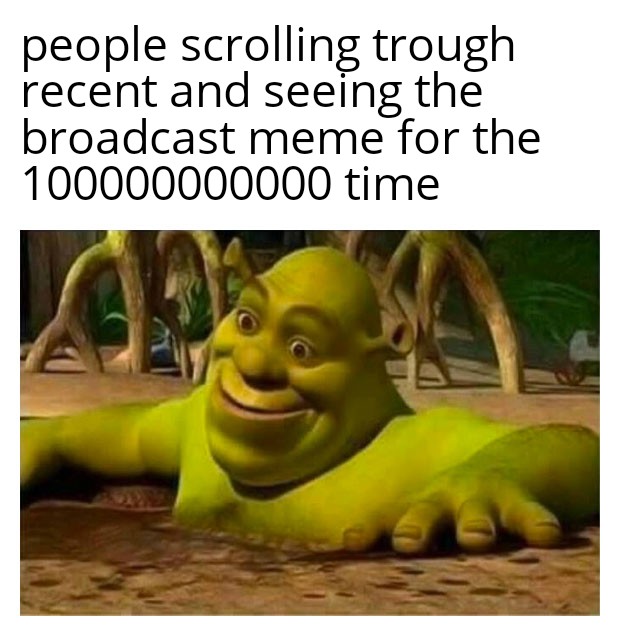 people scrolling trough
recent and seeing the
broadcast meme for the
100000000000 time